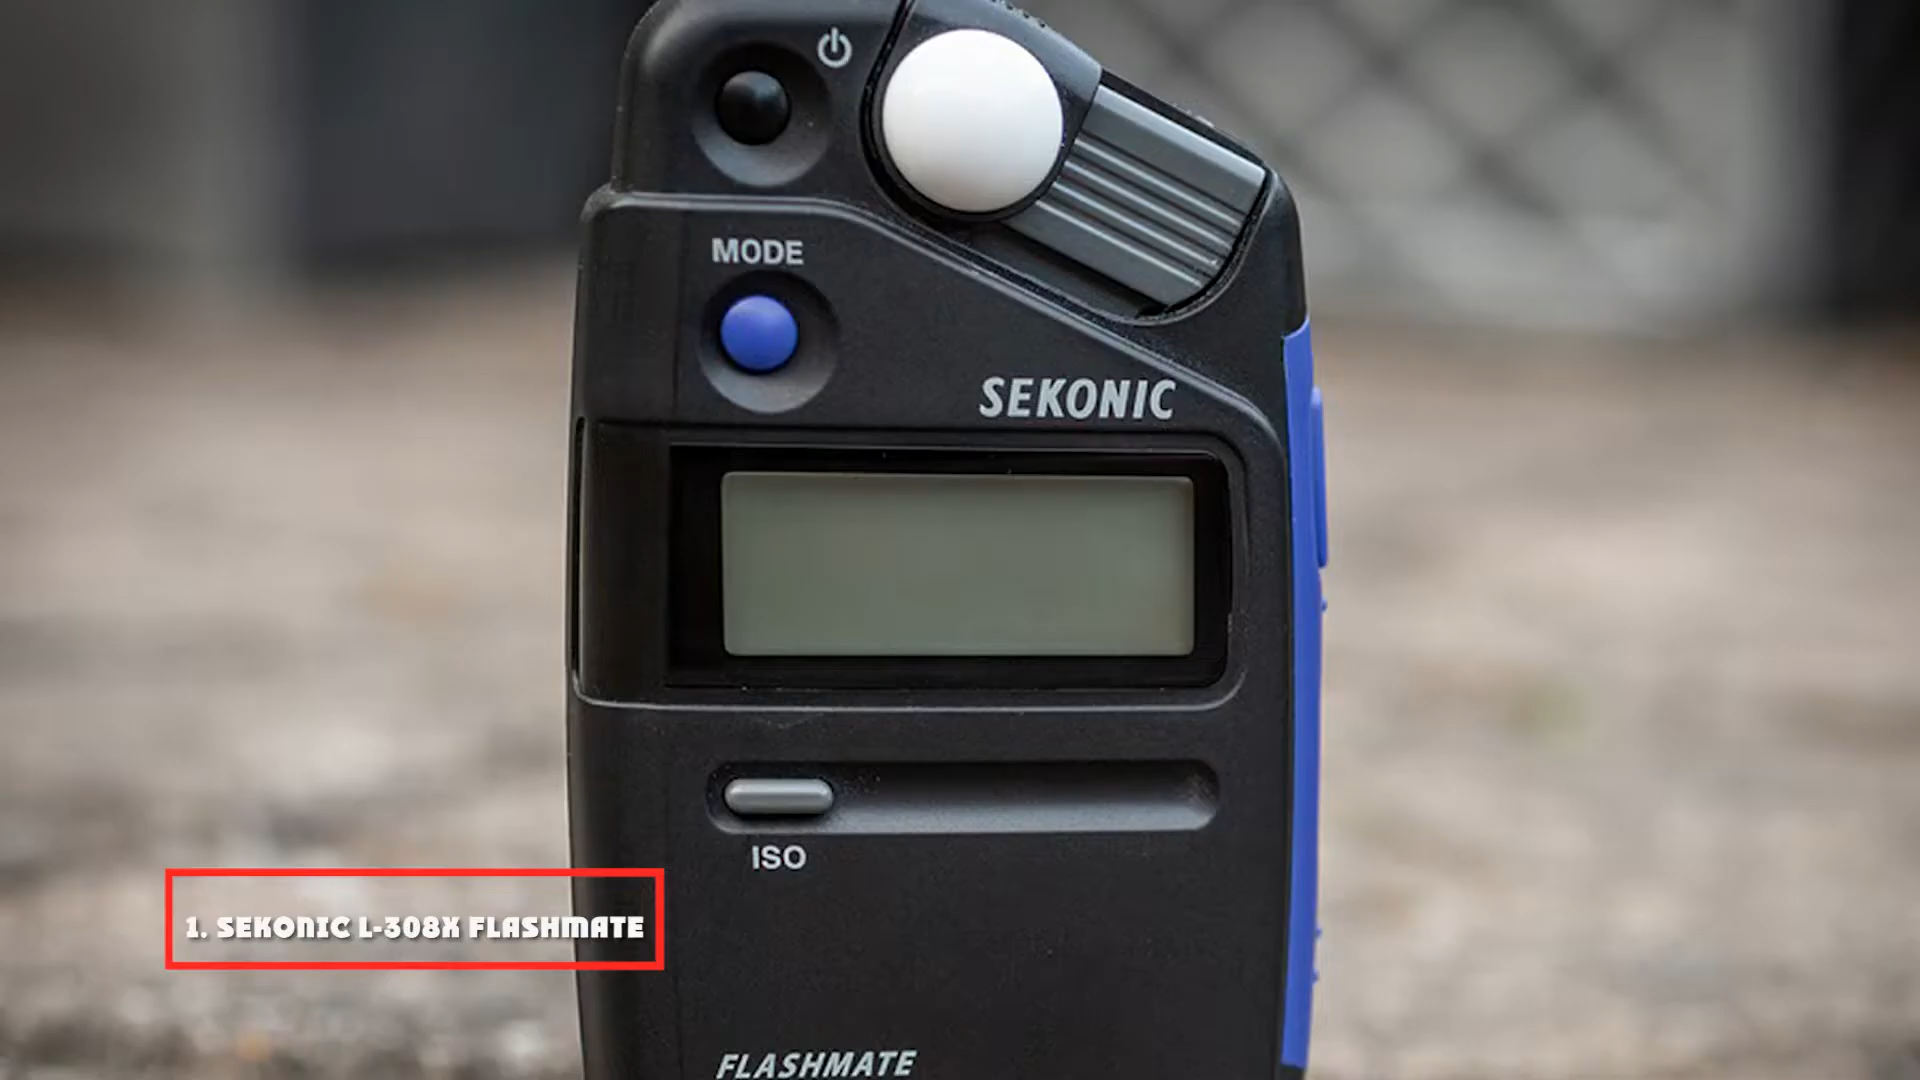 MODE
SEKONIC
ISO
1. SEKONIC L-308X FLASHMATE
FLASHMATE